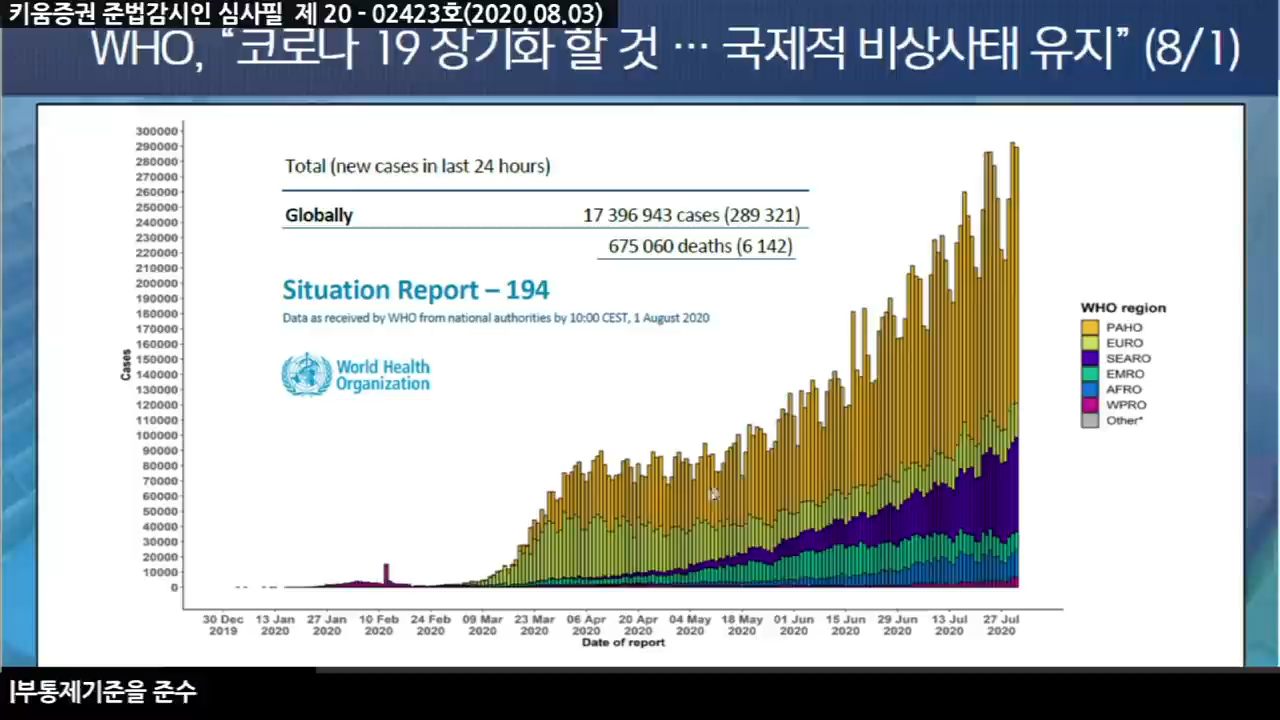 키움증권 준법감시인 심사필 제 20 - 02423호(2020.08.03)
WHO, “코로나 19 장기화 할 것 … 국제적 비상사태 유지” (8/1)
Total (new cases in last 24 hours)
Globally 17 396 943 cases (289 321)
675 060 deaths (6 142)
Situation Report – 194
Data as received by WHO from national authorities by 10:00 CEST, 1 August 2020
World Health
Organization
Cases
300000
290000
280000
270000
260000
250000
240000
230000
220000
210000
200000
190000
180000
170000
160000
150000
140000
130000
120000
110000
100000
90000
80000
70000
60000
50000
40000
30000
20000
10000
0
30 Dec 13 Jan 27 Jan 10 Feb 24 Feb 09 Mar 23 Mar 06 Apr 20 Apr 04 May 18 May 01 Jun 15 Jun 29 Jun 13 Jul 27 Jul
2019 2020 2020 2020 2020 2020 2020 2020 2020 2020 2020 2020 2020 2020 2020 2020
Date of report
WHO region
PAHO
EURO
SEARO
EMRO
AFRO
WPRO
Other*
부통제기준을 준수